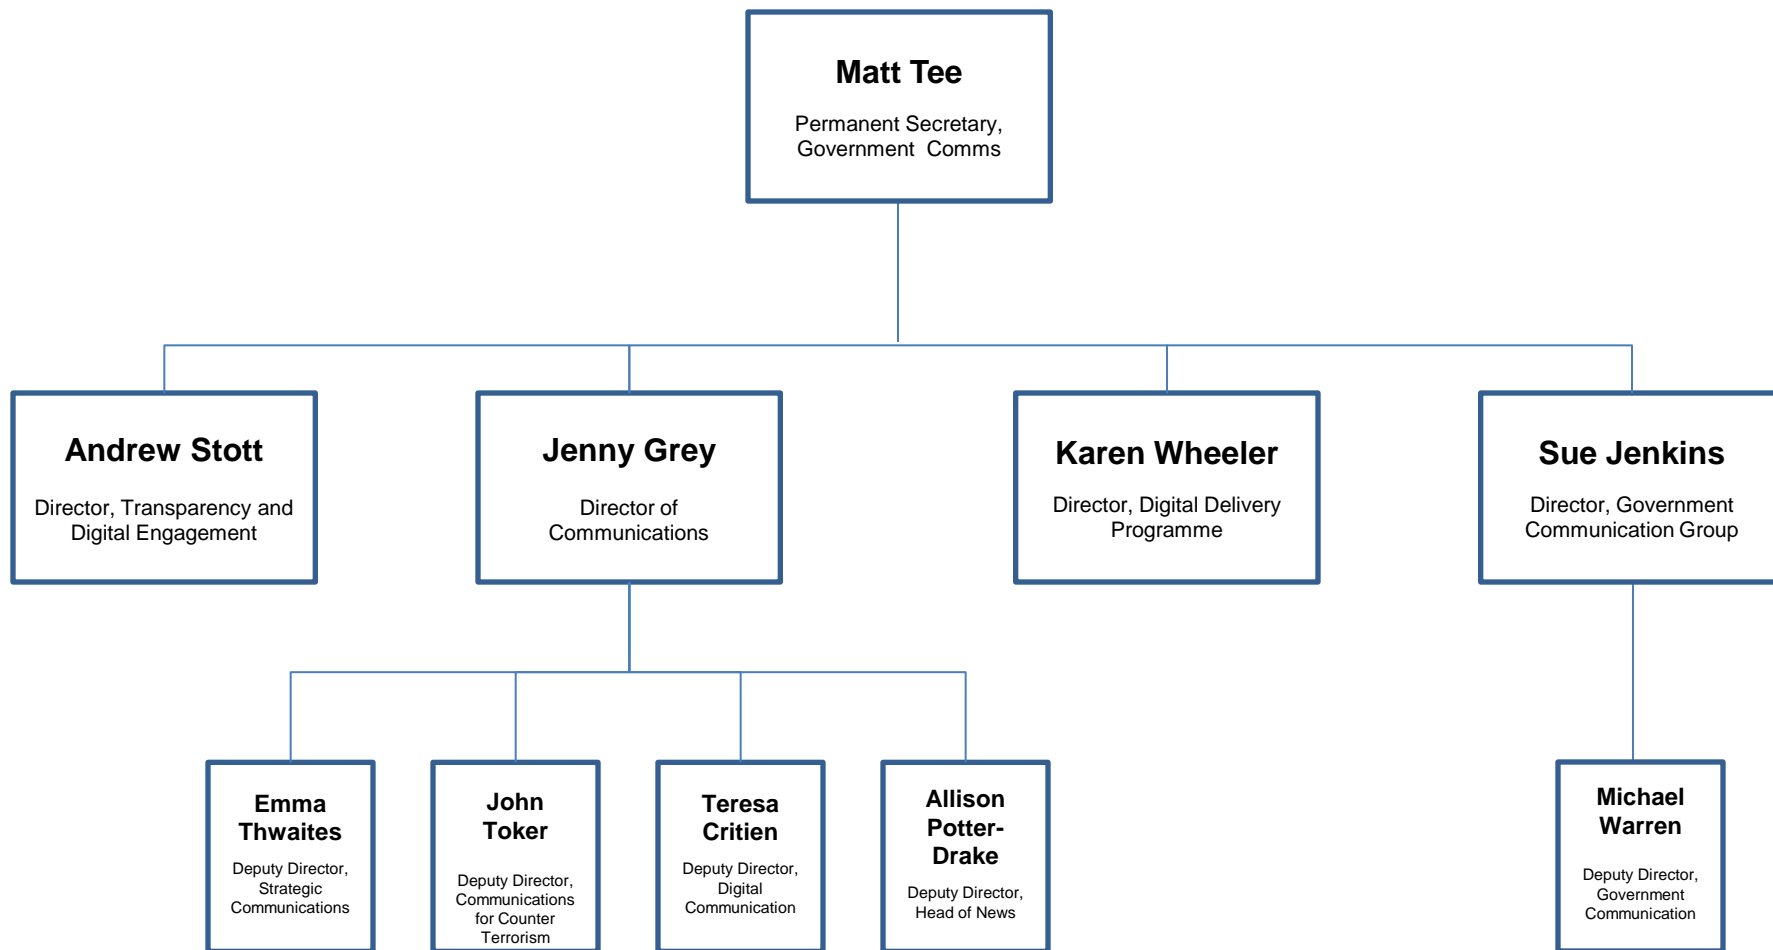 Matt Tee
Permanent Secretary,
Government Comms
Andrew Stott
Director, Transparency and
Digital Engagement
Jenny Grey
Director of
Communications
Karen Wheeler
Director, Digital Delivery
Programme
Sue Jenkins
Director, Government
Communication Group
Emma
Thwaites
Deputy Director,
Strategic
Communications
John
Toker
Deputy Director,
Communications
for Counter
Terrorism
Teresa
Critien
Deputy Director,
Digital
Communication
Allison
Potter-
Drake
Deputy Director,
Head of News
Michael
Warren
Deputy Director,
Government
Communication